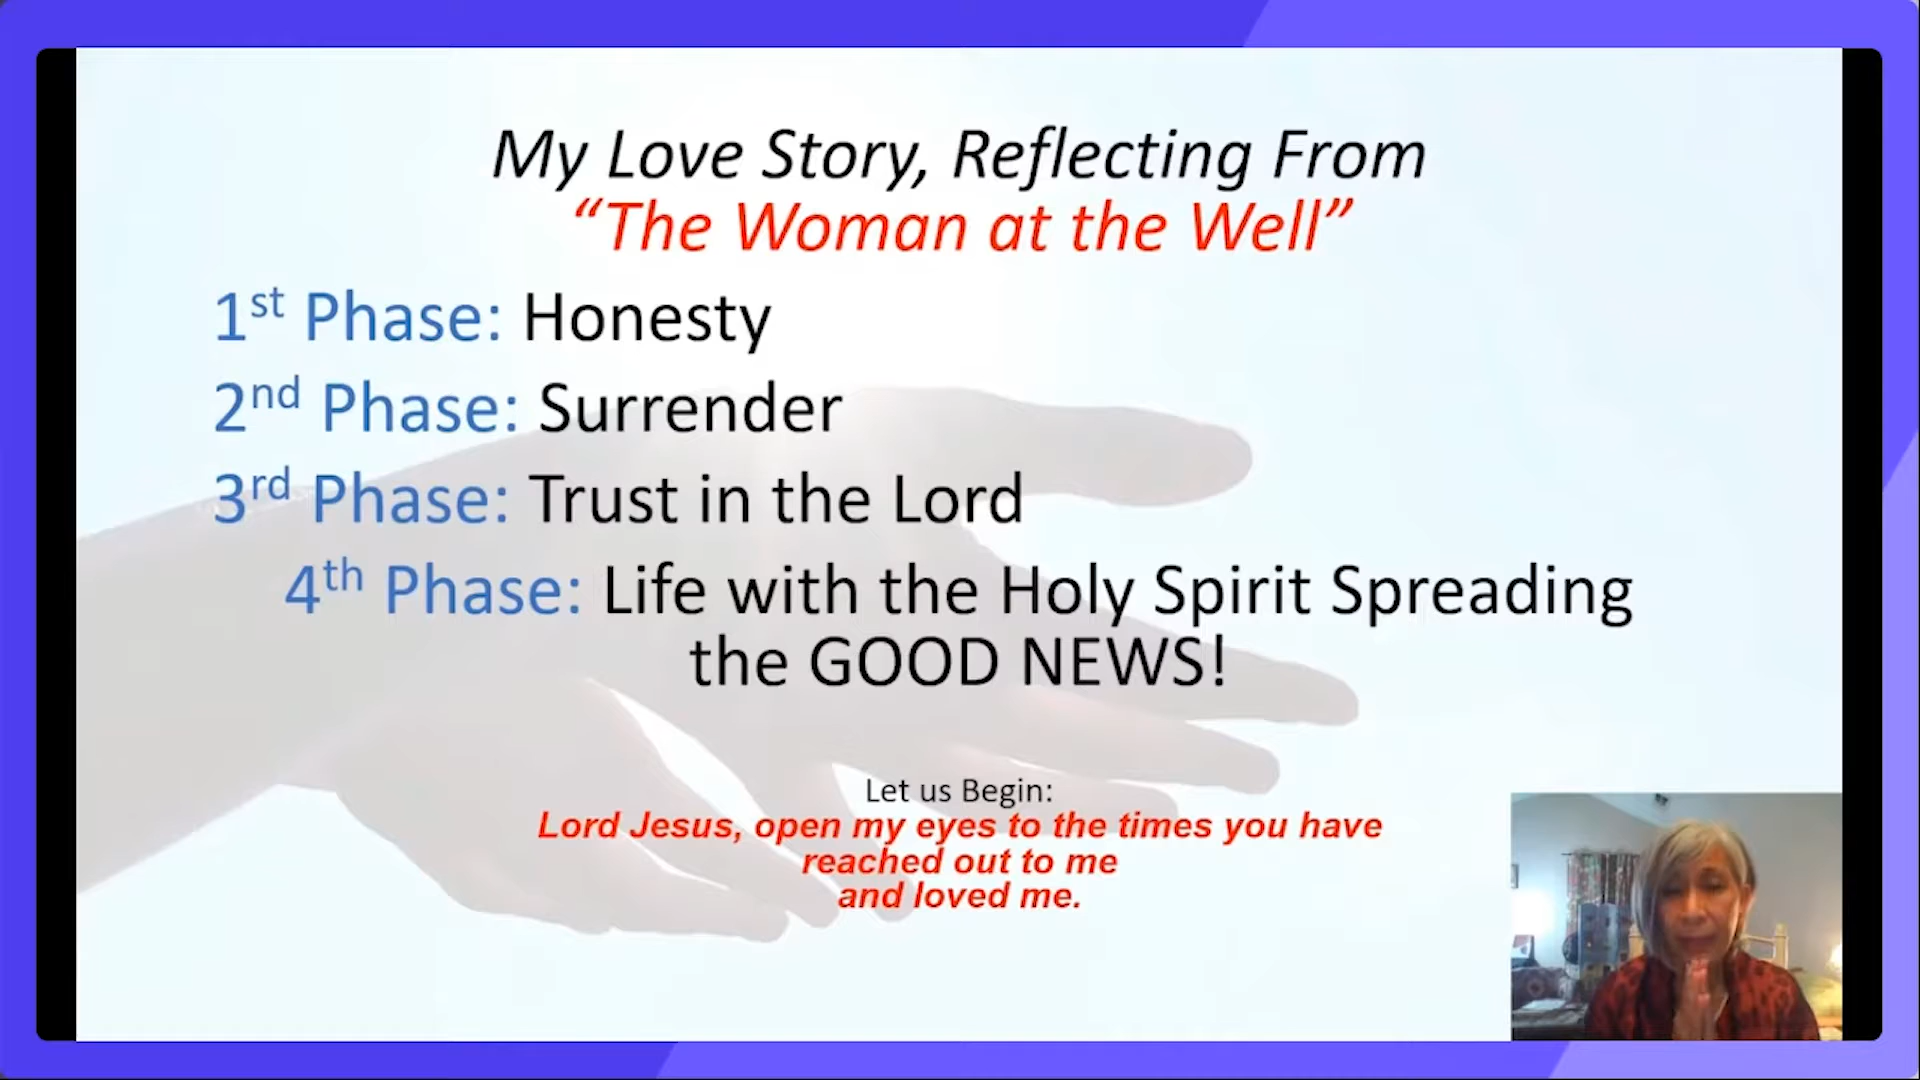 My Love Story, Reflecting From
“The Woman at the Well”
1st Phase: Honesty
2nd Phase: Surrender
3rd Phase: Trust in the Lord
4th Phase: Life with the Holy Spirit Spreading
the GOOD NEWS!
Let us Begin:
Lord Jesus, open my eyes to the times you have
reached out to me
and loved me.